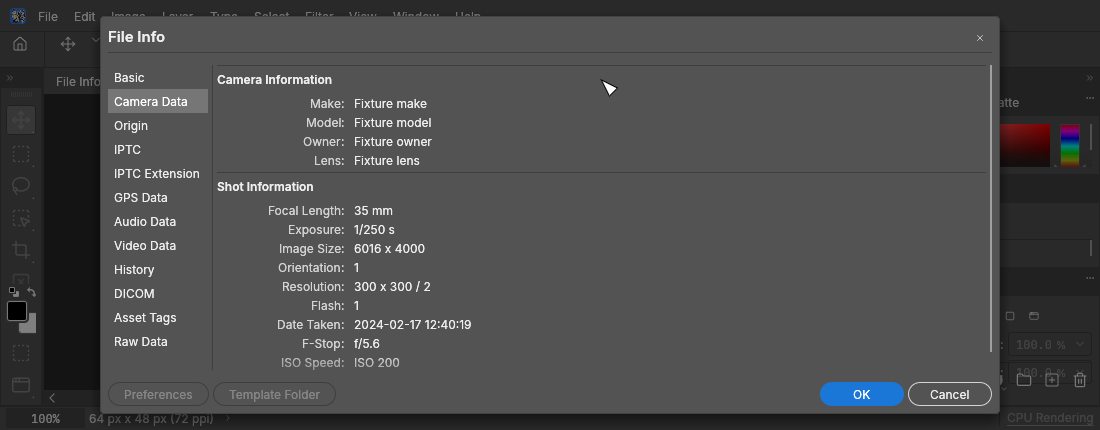 File Edit Image Layer Type Select Filter View Window Help
File Info
File Info
Basic
Camera Data
Origin
IPTC
IPTC Extension
GPS Data
Audio Data
Video Data
History
DICOM
Asset Tags
Raw Data
Camera Information
Make: Fixture make
Model: Fixture model
Owner: Fixture owner
Lens: Fixture lens
Shot Information
Focal Length: 35 mm
Exposure: 1/250 s
Image Size: 6016 x 4000
Orientation: 1
Resolution: 300 x 300 / 2
Flash: 1
Date Taken: 2024-02-17 12:40:19
F-Stop: f/5.6
ISO Speed: ISO 200
Preferences
Template Folder
OK
Cancel
100.0 %
100.0 %
100%
64 px x 48 px (72 ppi)
CPU Rendering